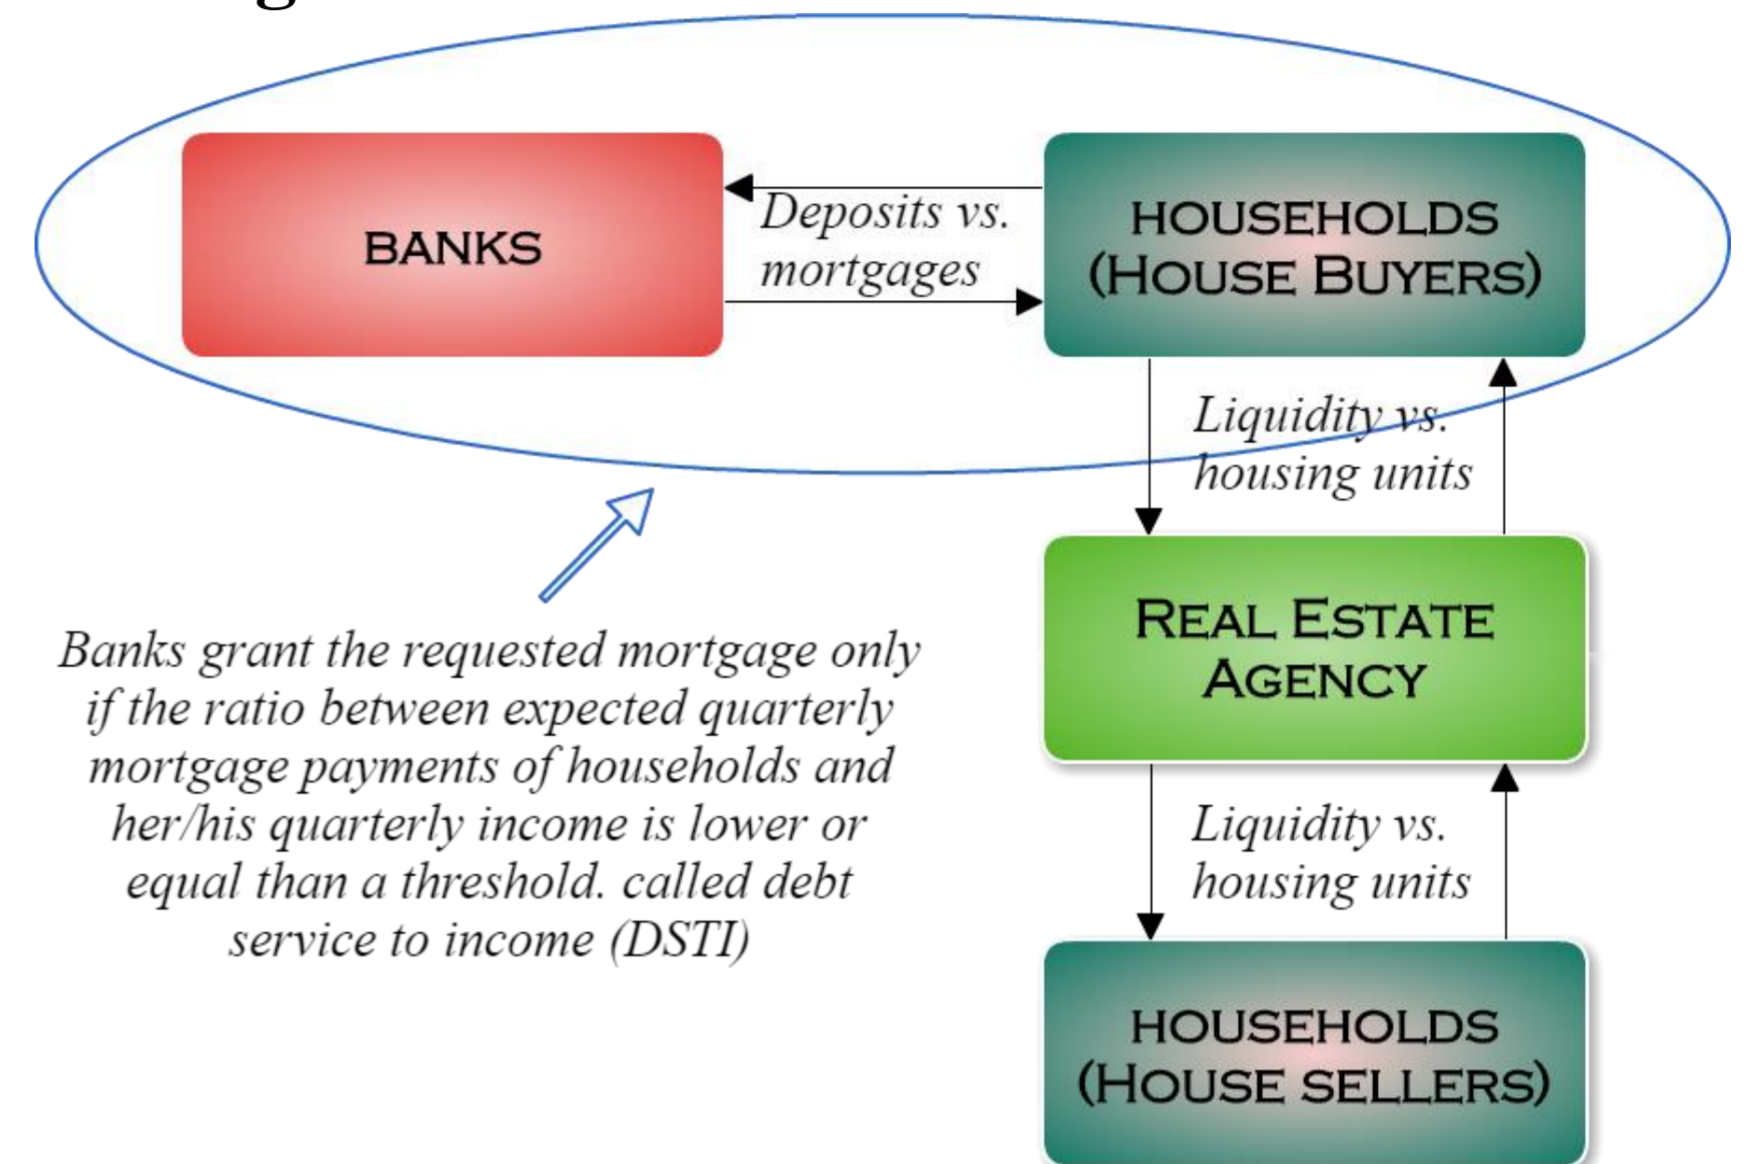 BANKS
Deposits vs.
mortgages
HOUSEHOLDS
(HOUSE BUYERS)
Liquidity vs.
housing units
REAL ESTATE
AGENCY
Banks grant the requested mortgage only
if the ratio between expected quarterly
mortgage payments of households and
her/his quarterly income is lower or
equal than a threshold. called debt
service to income (DSTI)
Liquidity vs.
housing units
HOUSEHOLDS
(HOUSE SELLERS)